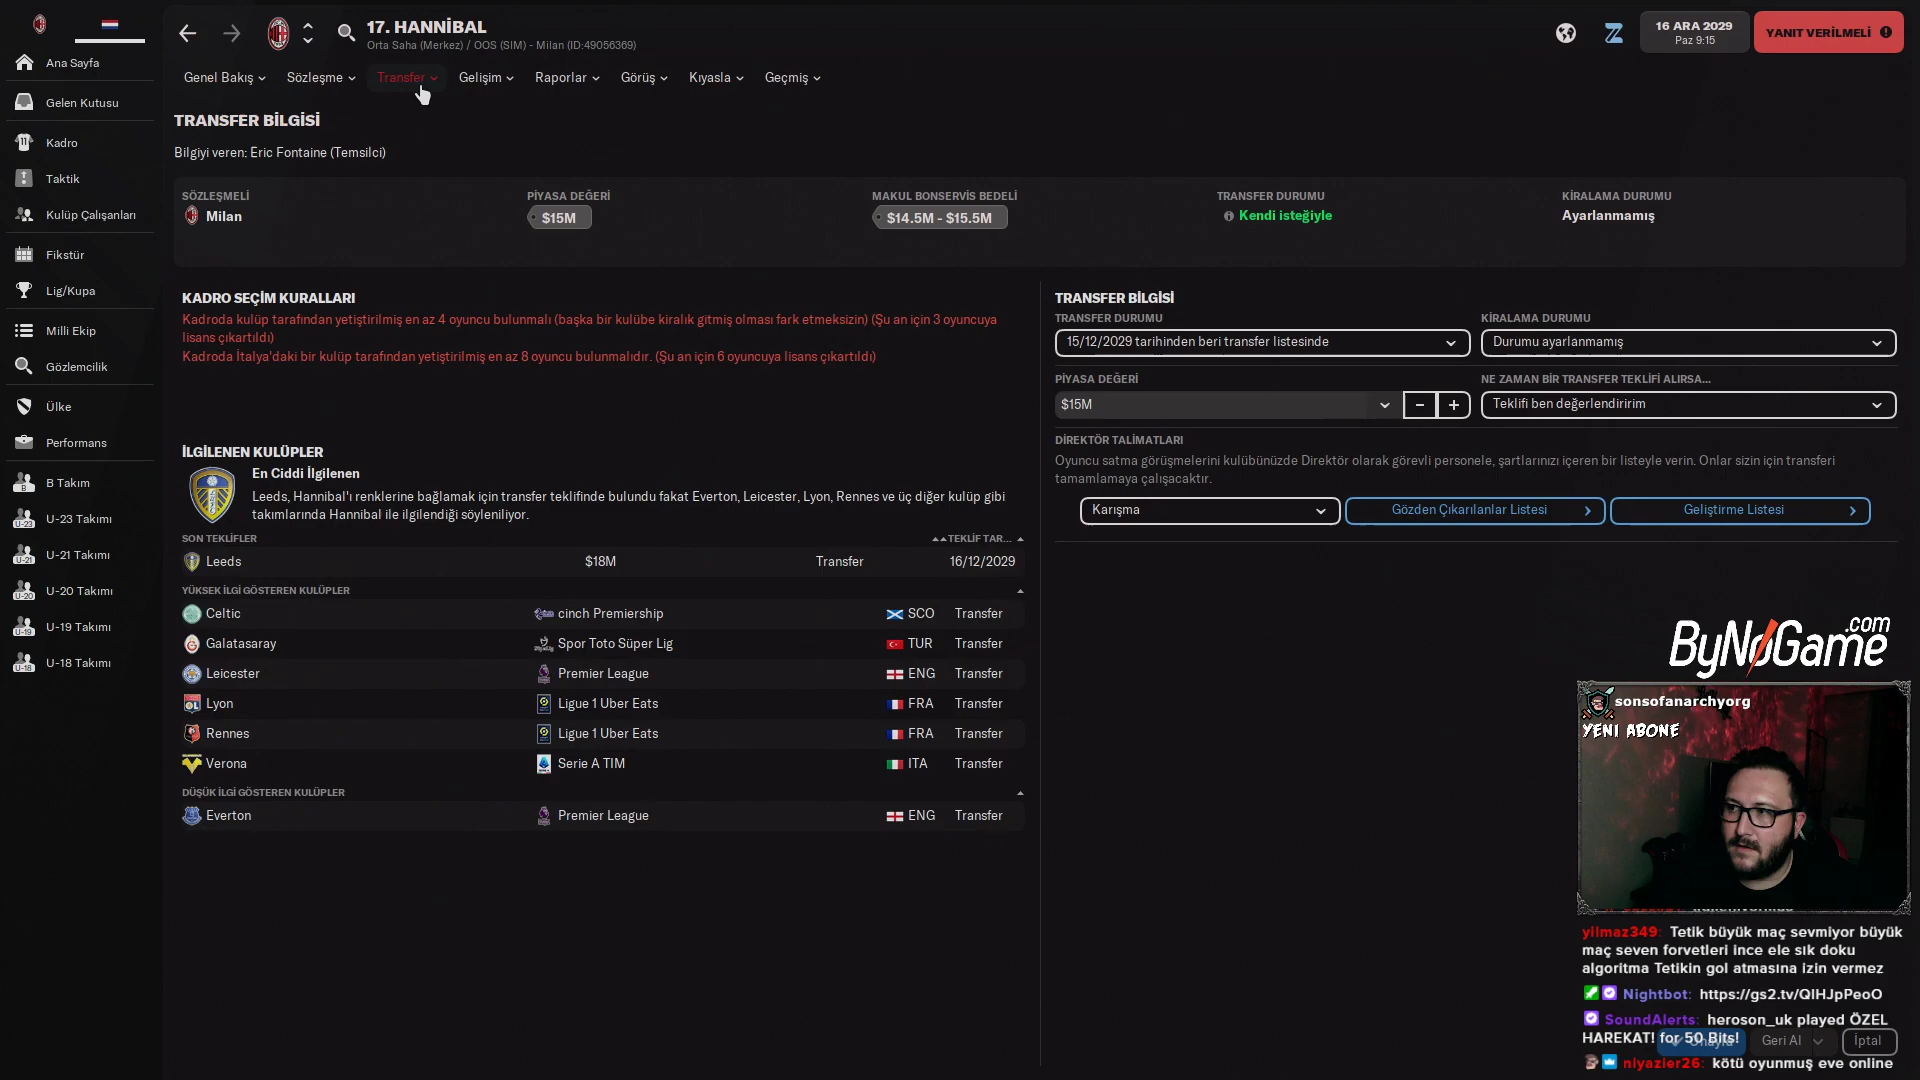 17. HANNİBAL
Orta Saha (Merkez) / OOS (SIM) - Milan (ID:49056369)
16 ARA 2029
Paz 9:15
YANIT VERİLMELİ
Ana Sayfa
Gelen Kutusu
Kadro
Taktik
Kulüp Çalışanları
Fikstür
Lig/Kupa
Milli Ekip
Gözlemcilik
Ülke
Performans
B Takım
U-23 Takımı
U-21 Takımı
U-20 Takımı
U-19 Takımı
U-18 Takımı
Genel Bakış
Sözleşme
Transfer
Gelişim
Raporlar
Görüş
Kıyasla
Geçmiş
TRANSFER BİLGİSİ
Bilgiyi veren: Eric Fontaine (Temsilci)
SÖZLEŞMELİ
Milan
PİYASA DEĞERİ
$15M
MAKUL BONSERVİS BEDELİ
$14.5M - $15.5M
TRANSFER DURUMU
Kendi isteğiyle
KİRALAMA DURUMU
Ayarlanmamış
KADRO SEÇİM KURALLARI
Kadroda kulüp tarafından yetiştirilmiş en az 4 oyuncu bulunmalı (başka bir kulübe kiralık gitmiş olması fark etmeksizin) (Şu an için 3 oyuncuya
lisans çıkartıldı)
Kadroda İtalya'daki bir kulüp tarafından yetiştirilmiş en az 8 oyuncu bulunmalıdır. (Şu an için 6 oyuncuya lisans çıkartıldı)
İLGİLENEN KULÜPLER
En Ciddi İlgilenen
Leeds, Hannibal'ı renklerine bağlamak için transfer teklifinde bulundu fakat Everton, Leicester, Lyon, Rennes ve üç diğer kulüp gibi
takımlarında Hannibal ile ilgilendiği söyleniliyor.
SON TEKLİFLER TEKLİF TAR...
Leeds $18M Transfer 16/12/2029
YÜKSEK İLGİ GÖSTEREN KULÜPLER
Celtic cinch Premiership SCO Transfer
Galatasaray Spor Toto Süper Lig TUR Transfer
Leicester Premier League ENG Transfer
Lyon Ligue 1 Uber Eats FRA Transfer
Rennes Ligue 1 Uber Eats FRA Transfer
Verona Serie A TIM ITA Transfer
DÜŞÜK İLGİ GÖSTEREN KULÜPLER
Everton Premier League ENG Transfer
TRANSFER BİLGİSİ
TRANSFER DURUMU
15/12/2029 tarihinden beri transfer listesinde
KİRALAMA DURUMU
Durumu ayarlanmamış
PİYASA DEĞERİ
$15M
NE ZAMAN BİR TRANSFER TEKLİFİ ALIRSA...
Teklifi ben değerlendiririm
DİREKTÖR TALİMATLARI
Oyuncu satma görüşmelerini kulübünüzde Direktör olarak görevli personele, şartlarınızı içeren bir listeyle verin. Onlar sizin için transferi
tamamlamaya çalışacaktır.
Karışma
Gözden Çıkarılanlar Listesi
Geliştirme Listesi
ByNoGame.com
sonsofanarchyorg
YENI ABONE
yilmaz349: Tetik büyük maç sevmiyor büyük
maç seven forvetleri ince ele sık doku
algoritma Tetikin gol atmasına izin vermez
Nightbot: https://gs2.tv/QIHJpPeoO
SoundAlerts: heroson_uk played ÖZEL
HAREKAT! for 50 Bits!
Geri Al
İptal
niyazier26: kötü oyunmuş eve online